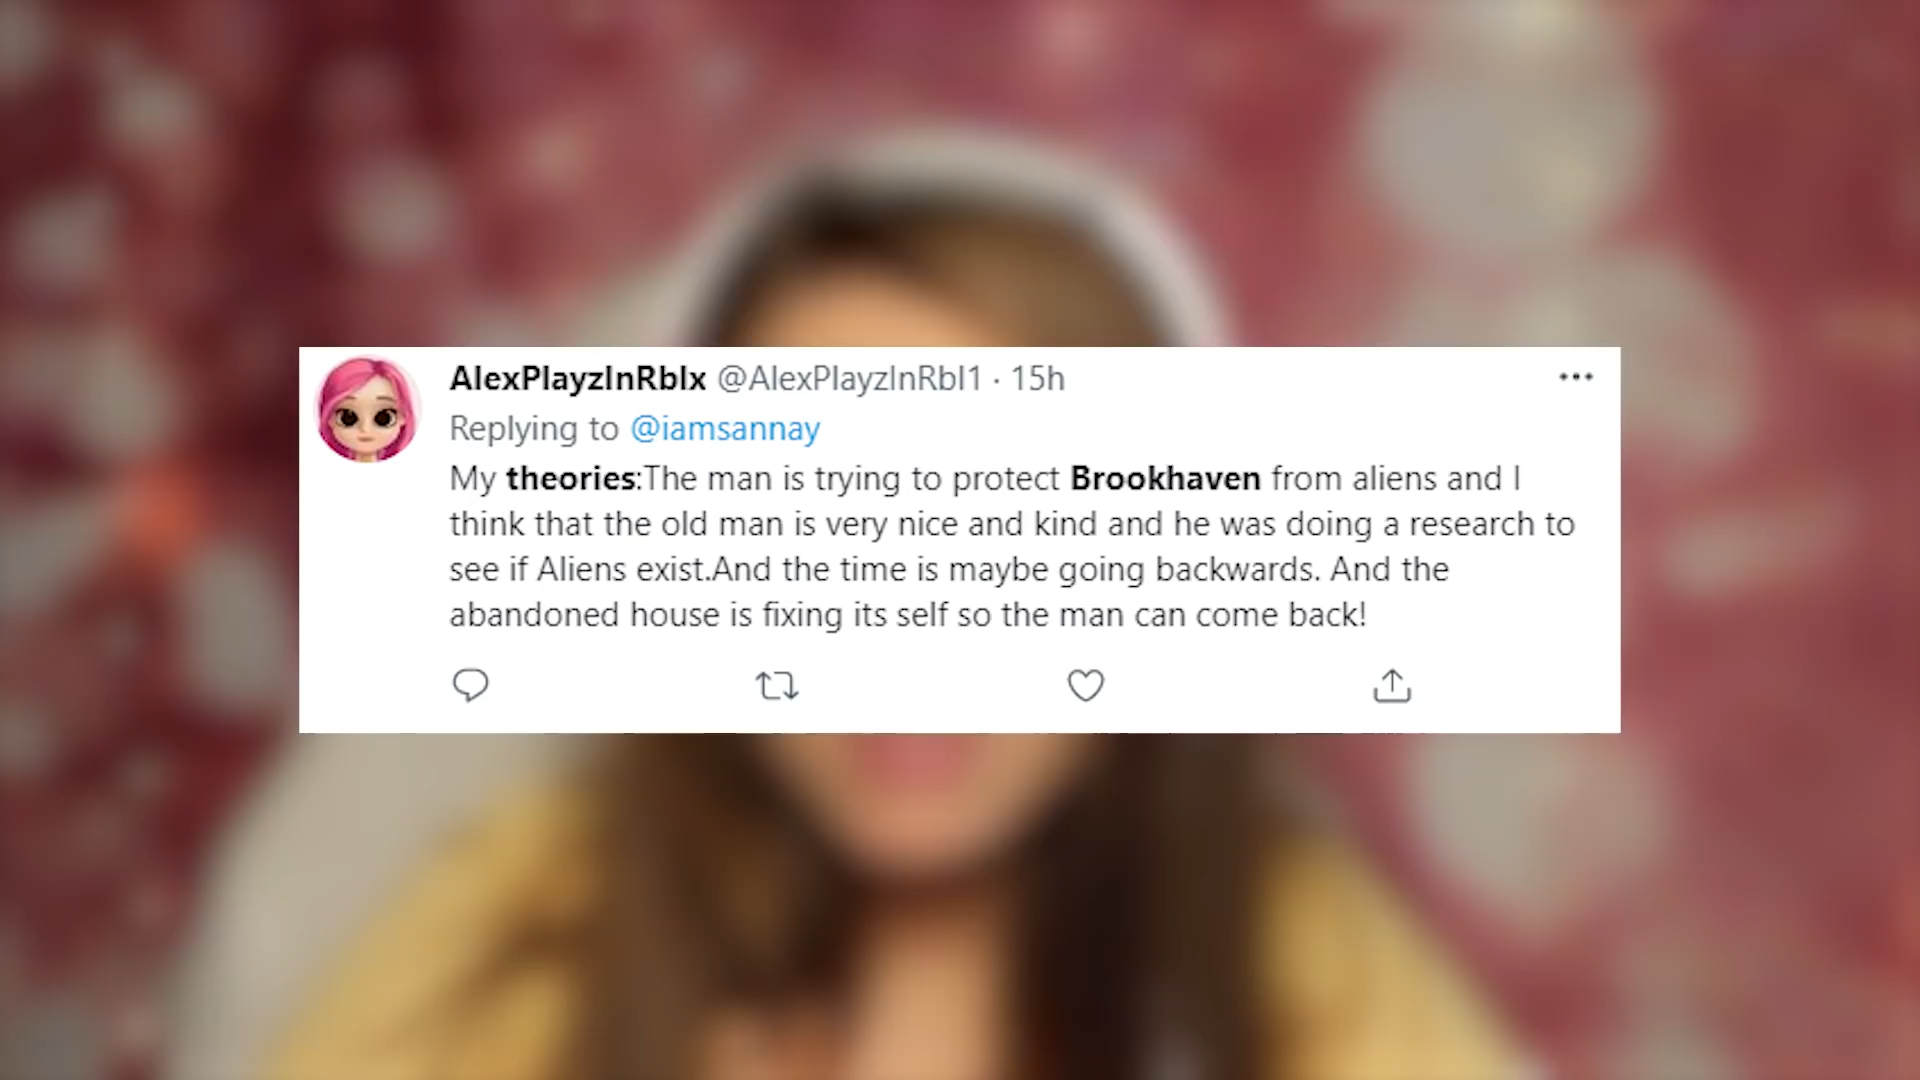 AlexPlayzInRblx @AlexPlayzInRbl1 · 15h
Replying to @iamsannay
My theories:The man is trying to protect Brookhaven from aliens and I
think that the old man is very nice and kind and he was doing a research to
see if Aliens exist.And the time is maybe going backwards. And the
abandoned house is fixing its self so the man can come back!